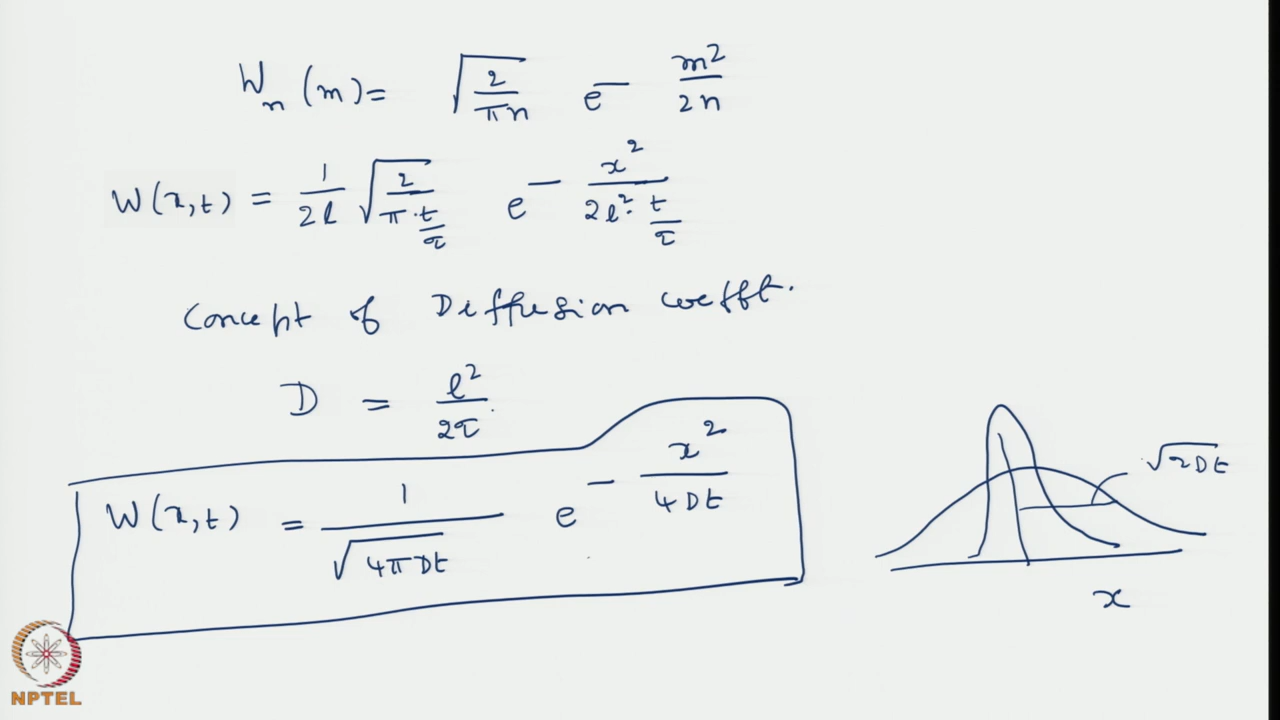 W_n (m) = √(2/πn) e^(− m²/2n)
W(x,t) = 1/2l √(2/(π·t/τ)) e^(− x²/(2l²·t/τ))
Concept of Diffusion coefft.
D = l²/2τ
W(x,t) = 1/√(4πDt) e^(− x²/4Dt)
√2Dt
x
NPTEL